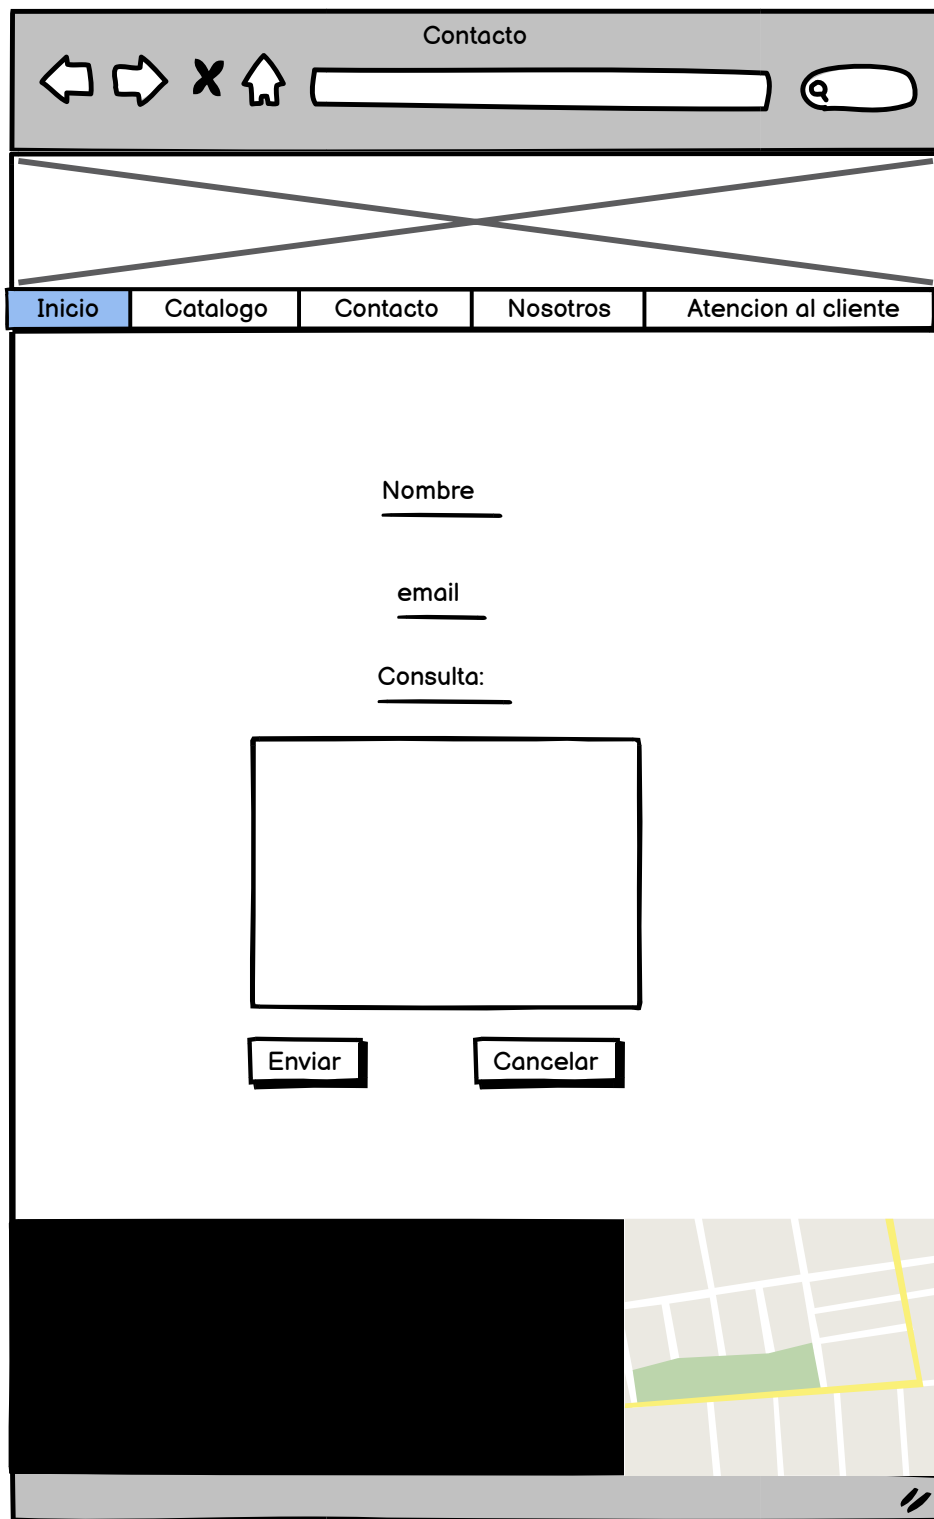 Contacto
Inicio Catalogo Contacto Nosotros Atencion al cliente
Nombre
email
Consulta:
Enviar Cancelar